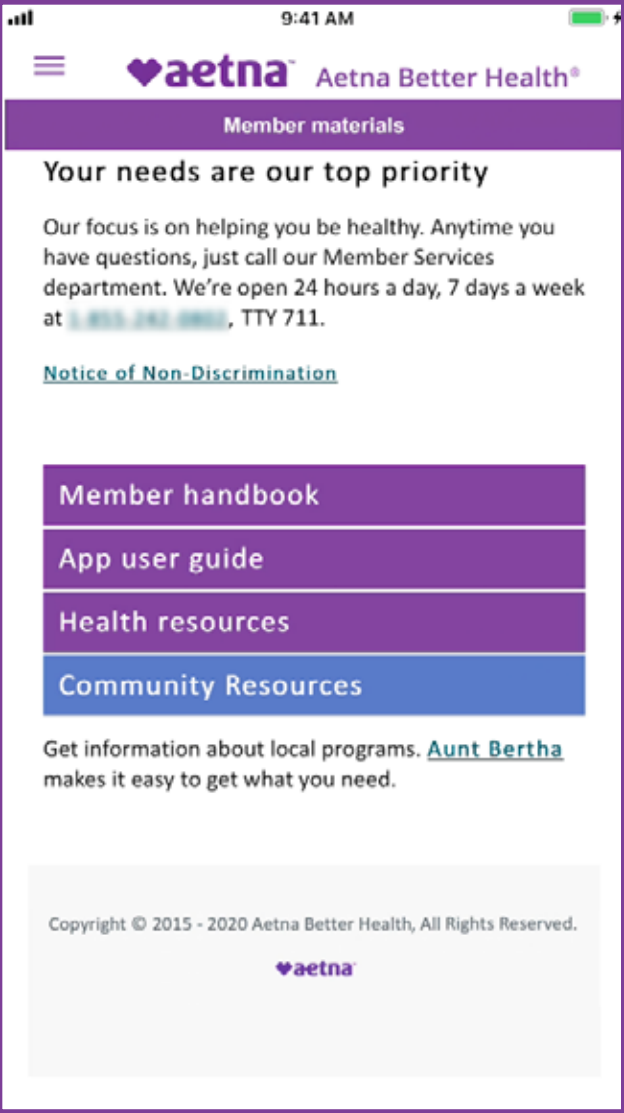 9:41 AM
aetna™ Aetna Better Health®
Member materials
Your needs are our top priority
Our focus is on helping you be healthy. Anytime you
have questions, just call our Member Services
department. We're open 24 hours a day, 7 days a week
at , TTY 711.
Notice of Non-Discrimination
Member handbook
App user guide
Health resources
Community Resources
Get information about local programs. Aunt Bertha
makes it easy to get what you need.
Copyright © 2015 - 2020 Aetna Better Health, All Rights Reserved.
aetna